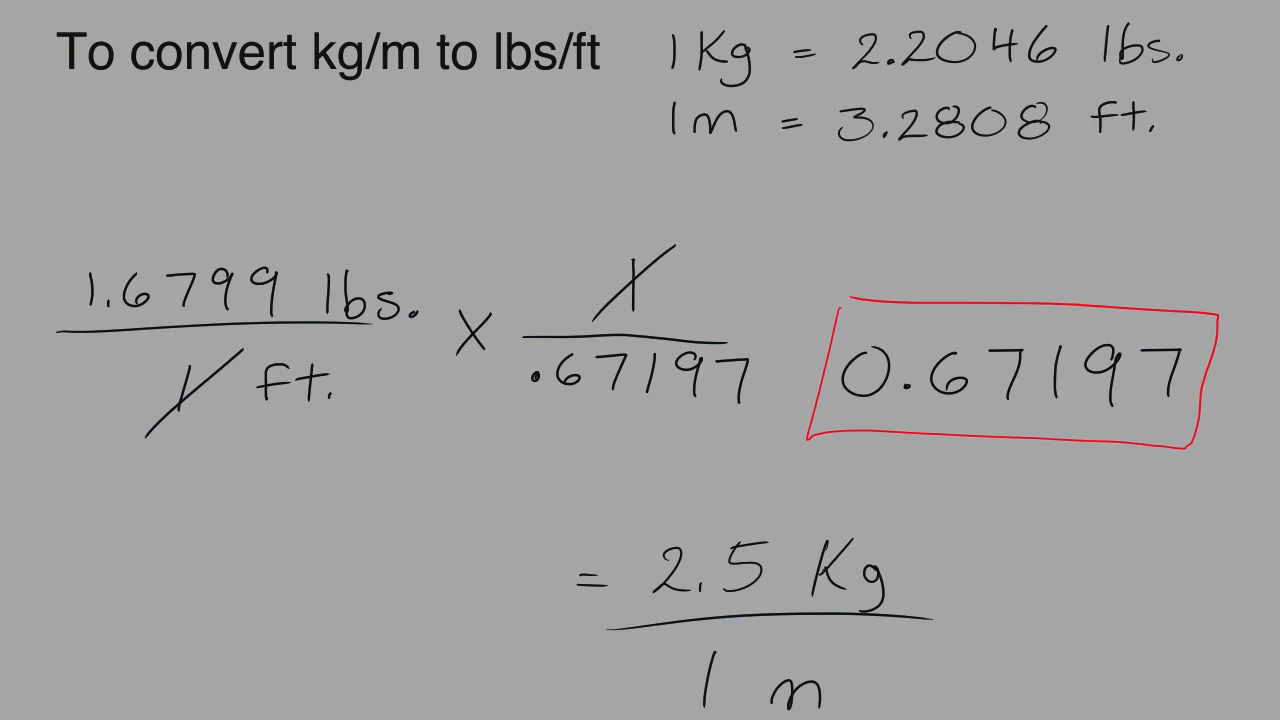 To convert kg/m to lbs/ft
1 Kg = 2.2046 lbs.
1 m = 3.2808 ft.
1.6799 lbs. / 1 ft. x 1 / .67197
0.67197
= 2.5 Kg / 1 m